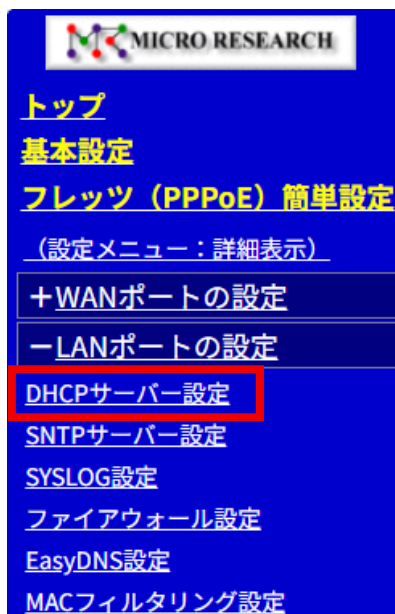 MICRO RESEARCH
トップ
基本設定
フレッツ（PPPoE）簡単設定
（設定メニュー：詳細表示）
＋WANポートの設定
－LANポートの設定
DHCPサーバー設定
SNTPサーバー設定
SYSLOG設定
ファイアウォール設定
EasyDNS設定
MACフィルタリング設定